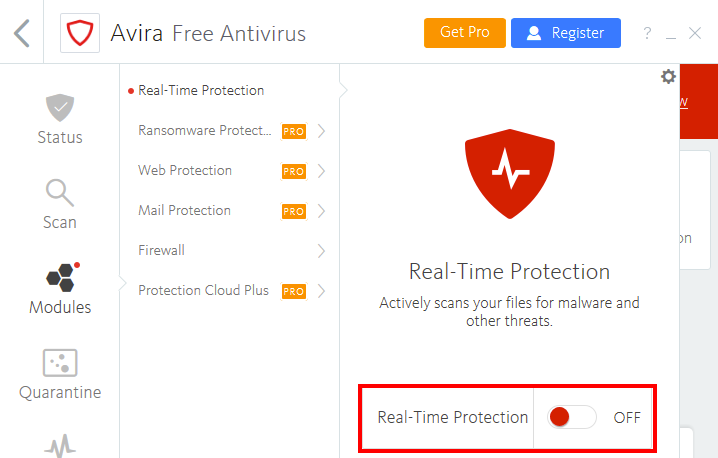 Avira Free Antivirus
Get Pro
Register
?
Status
Scan
Modules
Quarantine
Real-Time Protection
Ransomware Protect... PRO
Web Protection PRO
Mail Protection PRO
Firewall
Protection Cloud Plus PRO
Real-Time Protection
Actively scans your files for malware and
other threats.
Real-Time Protection OFF